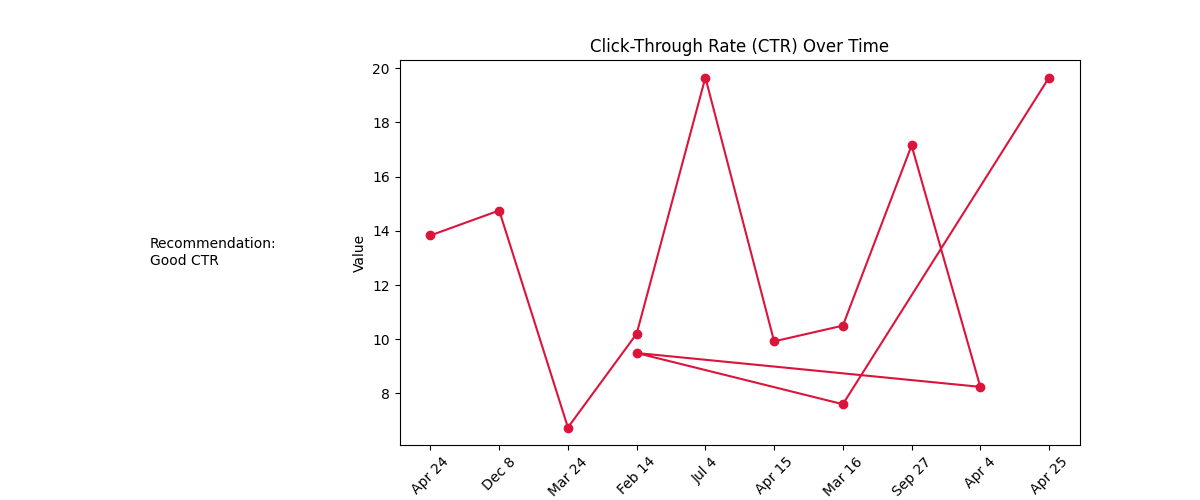 Click-Through Rate (CTR) Over Time
Recommendation:
Good CTR
Value
20
18
16
14
12
10
8
Apr 24
Dec 8
Mar 24
Feb 14
Jul 4
Apr 15
Mar 16
Sep 27
Apr 4
Apr 25